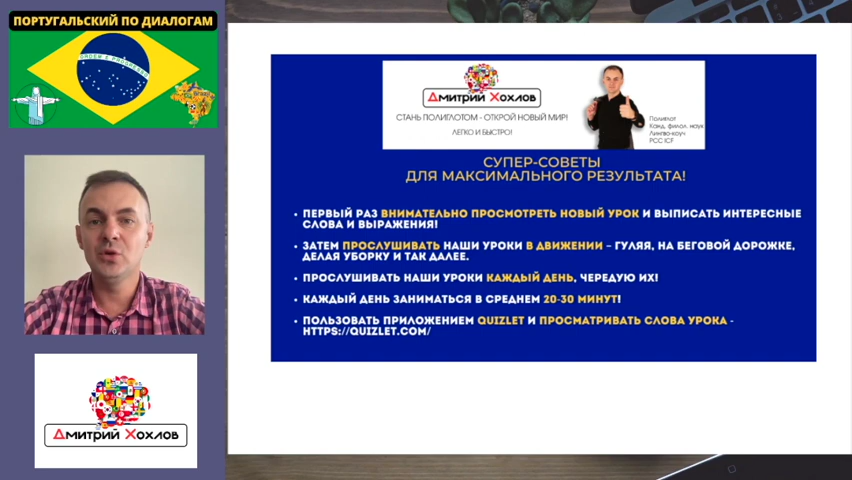 ПОРТУГАЛЬСКИЙ ПО ДИАЛОГАМ
ORDEM E PROGRESSO
Дмитрий Хохлов
Дмитрий Хохлов
СТАНЬ ПОЛИГЛОТОМ - ОТКРОЙ НОВЫЙ МИР!
ЛЕГКО И БЫСТРО!
Полиглот
Канд. филол. наук
Лингво-коуч
PCC ICF
СУПЕР-СОВЕТЫ
ДЛЯ МАКСИМАЛЬНОГО РЕЗУЛЬТАТА!
• ПЕРВЫЙ РАЗ ВНИМАТЕЛЬНО ПРОСМОТРЕТЬ НОВЫЙ УРОК И ВЫПИСАТЬ ИНТЕРЕСНЫЕ
СЛОВА И ВЫРАЖЕНИЯ!
• ЗАТЕМ ПРОСЛУШИВАТЬ НАШИ УРОКИ В ДВИЖЕНИИ – ГУЛЯЯ, НА БЕГОВОЙ ДОРОЖКЕ,
ДЕЛАЯ УБОРКУ И ТАК ДАЛЕЕ.
• ПРОСЛУШИВАТЬ НАШИ УРОКИ КАЖДЫЙ ДЕНЬ, ЧЕРЕДУЯ ИХ!
• КАЖДЫЙ ДЕНЬ ЗАНИМАТЬСЯ В СРЕДНЕМ 20-30 МИНУТ!
• ПОЛЬЗОВАТЬ ПРИЛОЖЕНИЕМ QUIZLET И ПРОСМАТРИВАТЬ СЛОВА УРОКА -
HTTPS://QUIZLET.COM/